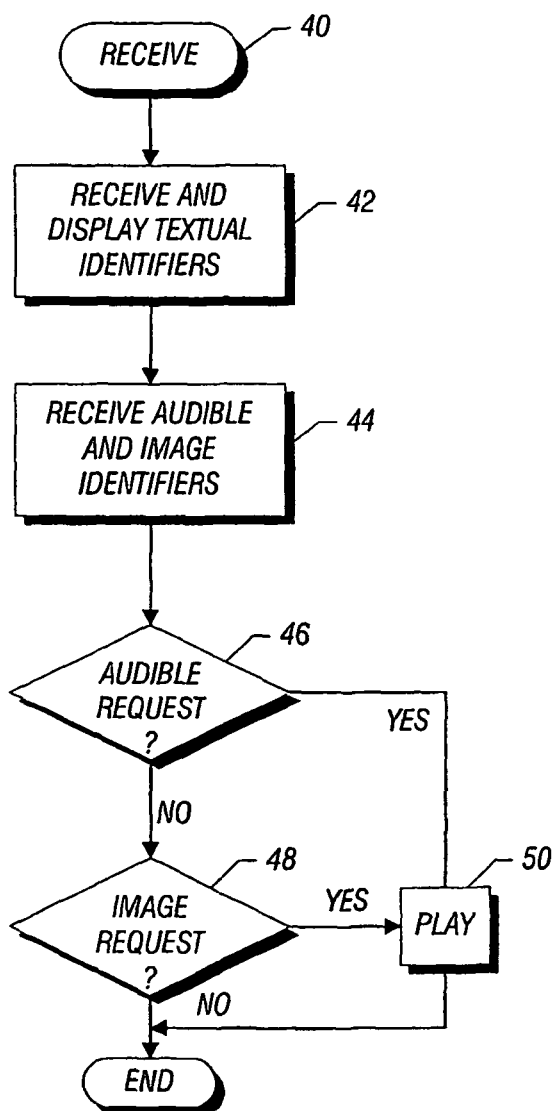 RECEIVE
40
RECEIVE AND
DISPLAY TEXTUAL
IDENTIFIERS
42
RECEIVE AUDIBLE
AND IMAGE
IDENTIFIERS
44
46
AUDIBLE
REQUEST
?
YES
NO
48
50
IMAGE
REQUEST
?
YES
PLAY
NO
END